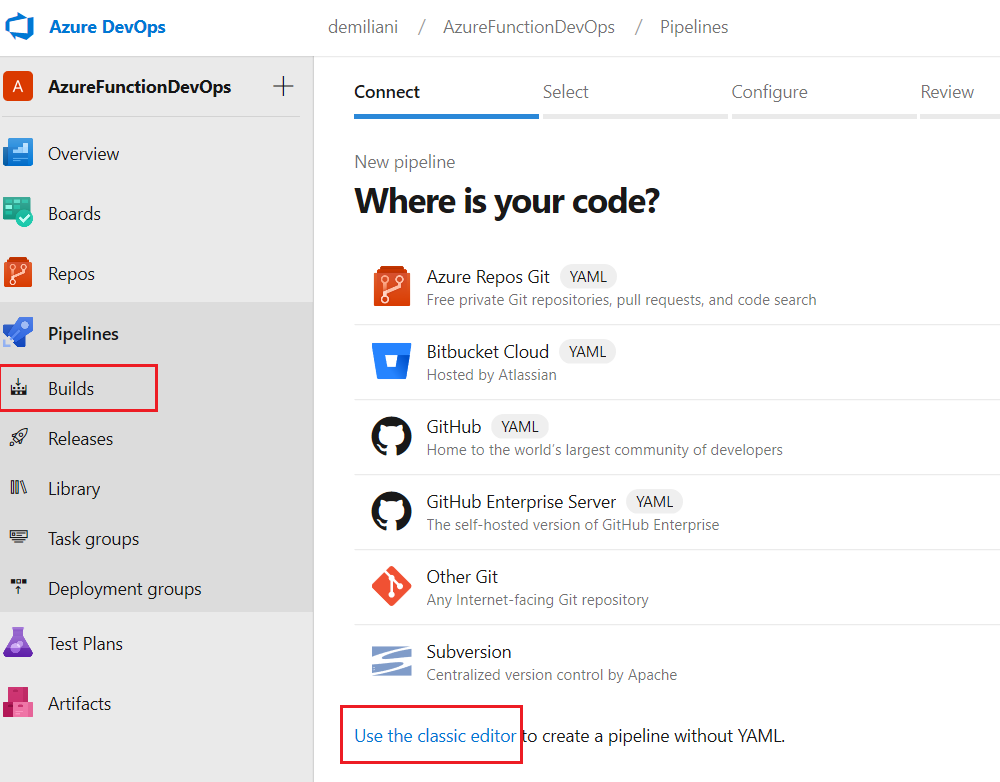 Azure DevOps
demiliani / AzureFunctionDevOps / Pipelines
A AzureFunctionDevOps +
Overview
Boards
Repos
Pipelines
Builds
Releases
Library
Task groups
Deployment groups
Test Plans
Artifacts
Connect Select Configure Review
New pipeline
Where is your code?
Azure Repos Git YAML
Free private Git repositories, pull requests, and code search
Bitbucket Cloud YAML
Hosted by Atlassian
GitHub YAML
Home to the world's largest community of developers
GitHub Enterprise Server YAML
The self-hosted version of GitHub Enterprise
Other Git
Any Internet-facing Git repository
Subversion
Centralized version control by Apache
Use the classic editor to create a pipeline without YAML.